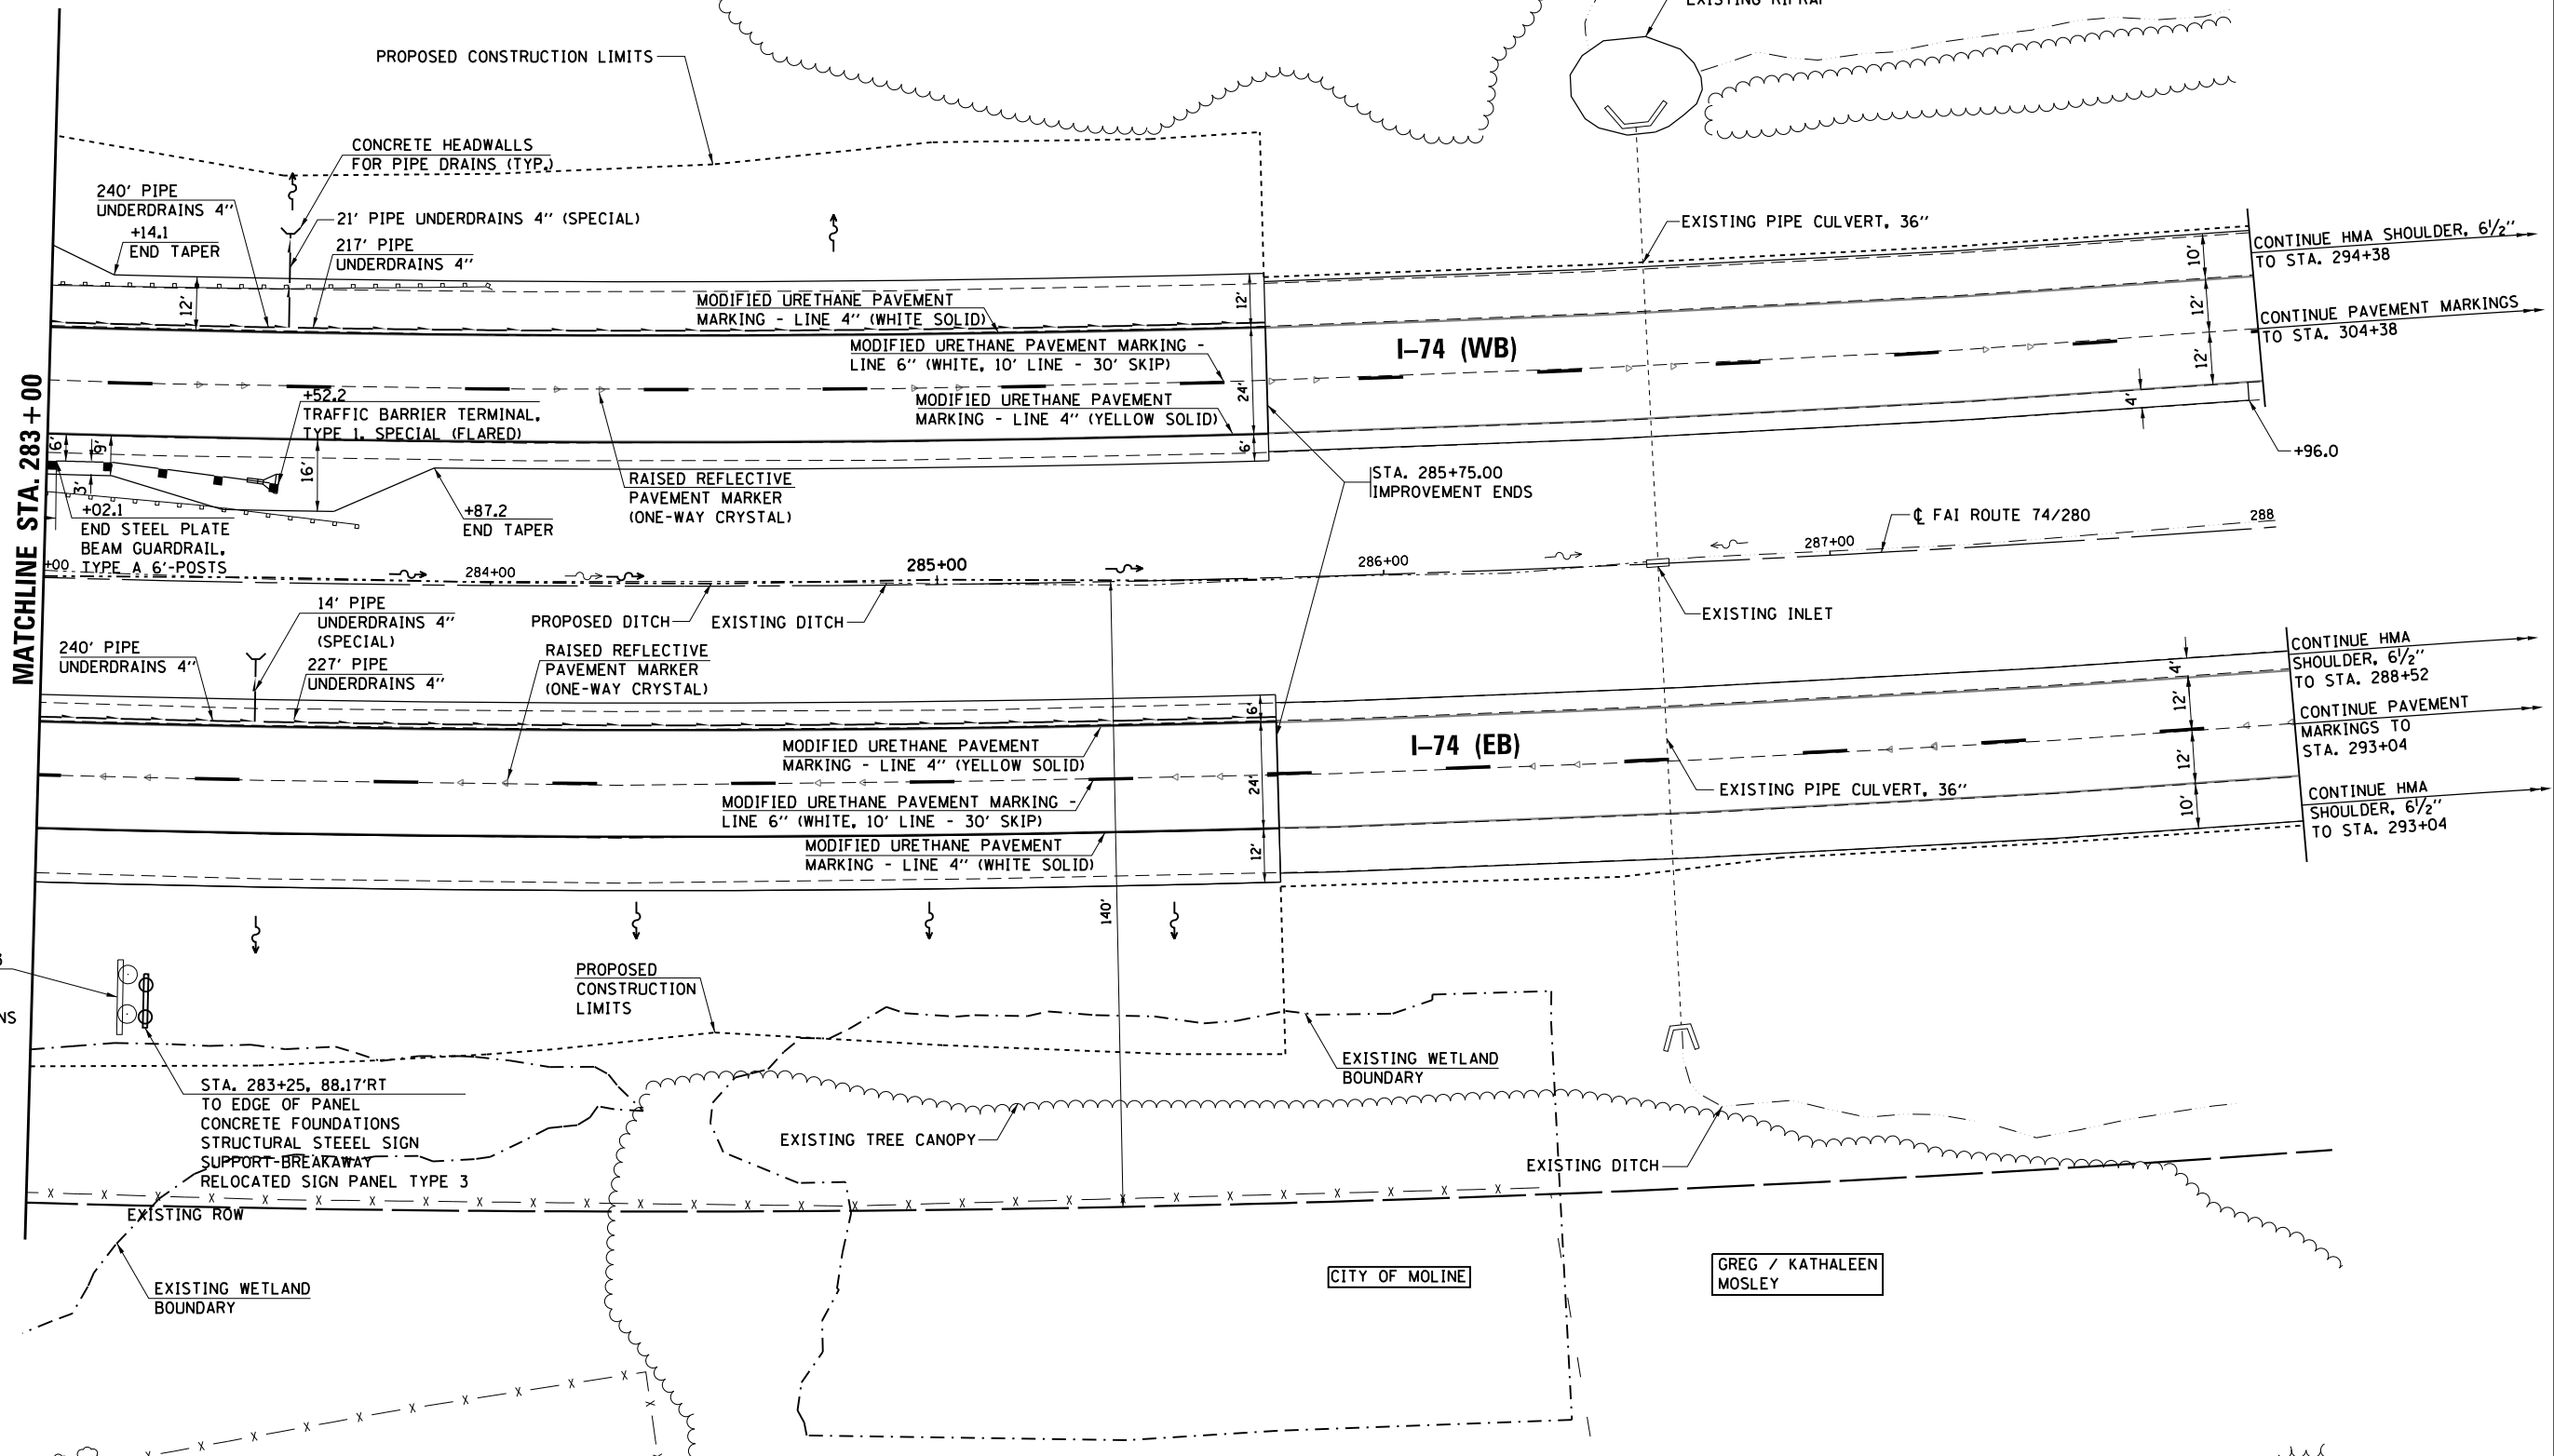 EXISTING RIPRAP
PROPOSED CONSTRUCTION LIMITS
CONCRETE HEADWALLS
FOR PIPE DRAINS (TYP.)
240' PIPE
UNDERDRAINS 4"
+14.1
END TAPER
21' PIPE UNDERDRAINS 4" (SPECIAL)
217' PIPE
UNDERDRAINS 4"
12'
EXISTING PIPE CULVERT, 36"
CONTINUE HMA SHOULDER, 6½"
TO STA. 294+38
10'
12'
12'
4'
CONTINUE PAVEMENT MARKINGS
TO STA. 304+38
MODIFIED URETHANE PAVEMENT
MARKING - LINE 4" (WHITE SOLID)
12'
MODIFIED URETHANE PAVEMENT MARKING -
LINE 6" (WHITE, 10' LINE - 30' SKIP)
I-74 (WB)
24'
MODIFIED URETHANE PAVEMENT
MARKING - LINE 4" (YELLOW SOLID)
6'
MATCHLINE STA. 283+00
+52.2
TRAFFIC BARRIER TERMINAL,
TYPE 1, SPECIAL (FLARED)
6'
9'
3'
16'
RAISED REFLECTIVE
PAVEMENT MARKER
(ONE-WAY CRYSTAL)
+87.2
END TAPER
STA. 285+75.00
IMPROVEMENT ENDS
+96.0
+02.1
END STEEL PLATE
BEAM GUARDRAIL,
TYPE A 6'-POSTS
+00
284+00
285+00
286+00
287+00
288
℄ FAI ROUTE 74/280
PROPOSED DITCH
EXISTING DITCH
EXISTING INLET
14' PIPE
UNDERDRAINS 4"
(SPECIAL)
240' PIPE
UNDERDRAINS 4"
227' PIPE
UNDERDRAINS 4"
RAISED REFLECTIVE
PAVEMENT MARKER
(ONE-WAY CRYSTAL)
CONTINUE HMA
SHOULDER, 6½"
TO STA. 288+52
4'
12'
12'
10'
CONTINUE PAVEMENT
MARKINGS TO
STA. 293+04
CONTINUE HMA
SHOULDER, 6½"
TO STA. 293+04
6'
MODIFIED URETHANE PAVEMENT
MARKING - LINE 4" (YELLOW SOLID)
I-74 (EB)
24'
MODIFIED URETHANE PAVEMENT MARKING -
LINE 6" (WHITE, 10' LINE - 30' SKIP)
EXISTING PIPE CULVERT, 36"
MODIFIED URETHANE PAVEMENT
MARKING - LINE 4" (WHITE SOLID)
12'
140'
3
NS
PROPOSED
CONSTRUCTION
LIMITS
EXISTING WETLAND
BOUNDARY
STA. 283+25, 88.17'RT
TO EDGE OF PANEL
CONCRETE FOUNDATIONS
STRUCTURAL STEEEL SIGN
SUPPORT-BREAKAWAY
RELOCATED SIGN PANEL TYPE 3
EXISTING TREE CANOPY
EXISTING DITCH
EXISTING ROW
EXISTING WETLAND
BOUNDARY
CITY OF MOLINE
GREG / KATHALEEN
MOSLEY